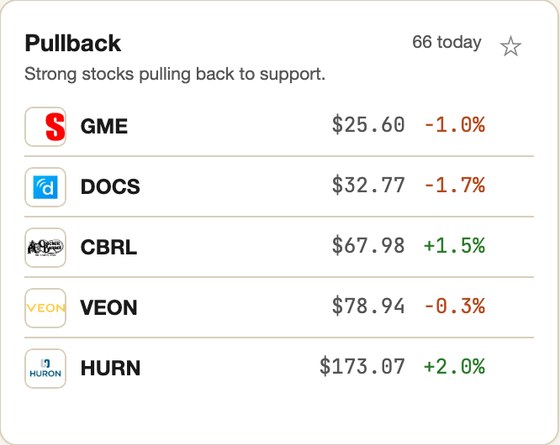 Pullback 66 today
Strong stocks pulling back to support.
S GME $25.60 -1.0%
d DOCS $32.77 -1.7%
CBRL $67.98 +1.5%
VEON VEON $78.94 -0.3%
HURON HURN $173.07 +2.0%